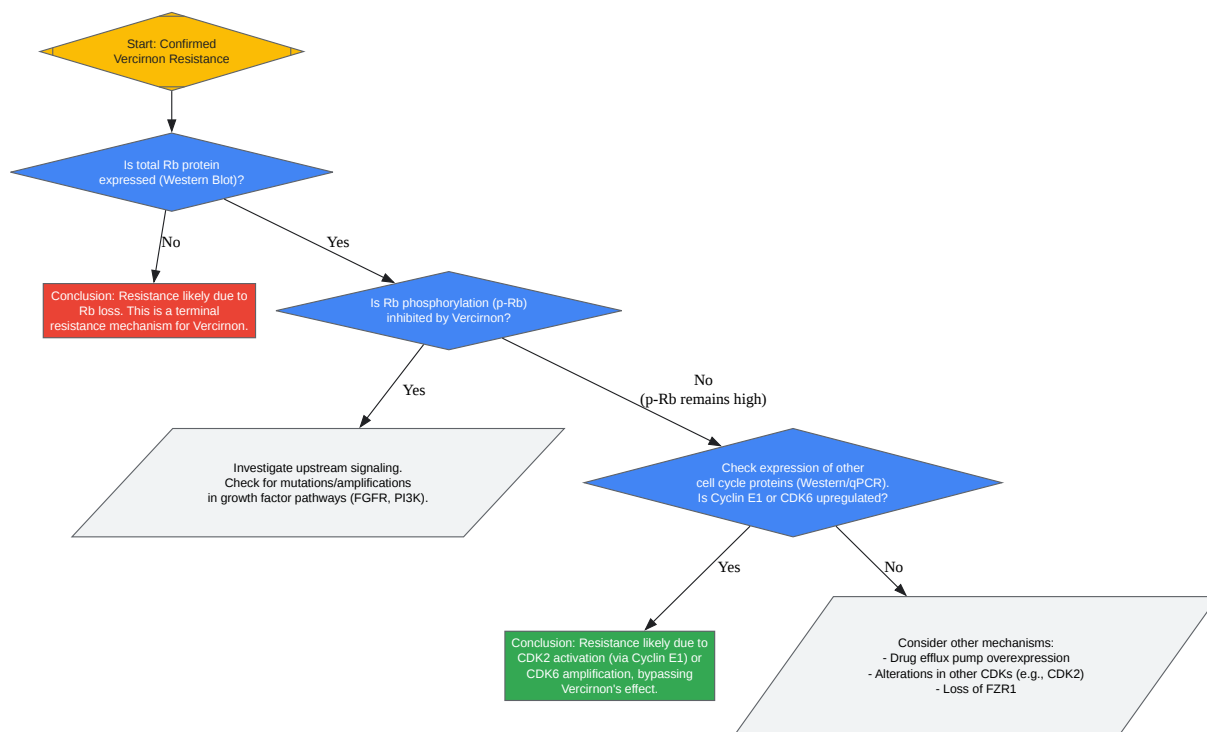 Start: Confirmed
Vercirnon Resistance
Is total Rb protein
expressed (Western Blot)?
No
Yes
Conclusion: Resistance likely due to
Rb loss. This is a terminal
resistance mechanism for Vercirnon.
Is Rb phosphorylation (p-Rb)
inhibited by Vercirnon?
Yes
No
(p-Rb remains high)
Investigate upstream signaling.
Check for mutations/amplifications
in growth factor pathways (FGFR, PI3K).
Check expression of other
cell cycle proteins (Western/qPCR).
Is Cyclin E1 or CDK6 upregulated?
Yes
No
Conclusion: Resistance likely due to
CDK2 activation (via Cyclin E1) or
CDK6 amplification, bypassing
Vercirnon's effect.
Consider other mechanisms:
- Drug efflux pump overexpression
- Alterations in other CDKs (e.g., CDK2)
- Loss of FZR1